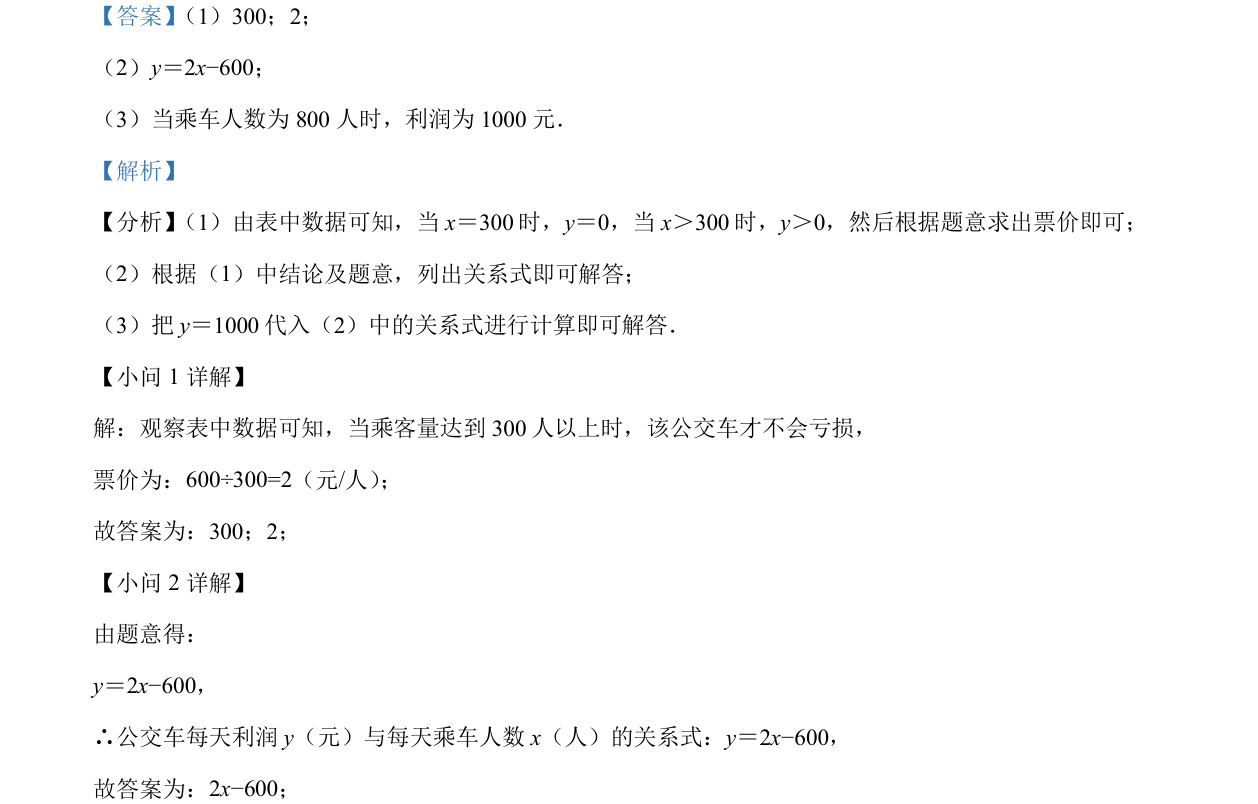 【答案】（1）300；2；
（2）y＝2x−600；
（3）当乘车人数为 800 人时，利润为 1000 元．
【解析】
【分析】（1）由表中数据可知，当 x＝300 时，y＝0，当 x＞300 时，y＞0，然后根据题意求出票价即可；
（2）根据（1）中结论及题意，列出关系式即可解答；
（3）把 y＝1000 代入（2）中的关系式进行计算即可解答．
【小问 1 详解】
解：观察表中数据可知，当乘客量达到 300 人以上时，该公交车才不会亏损，
票价为：600÷300=2（元/人）；
故答案为：300；2；
【小问 2 详解】
由题意得：
y＝2x−600，
∴公交车每天利润 y（元）与每天乘车人数 x（人）的关系式：y＝2x−600，
故答案为：2x−600；